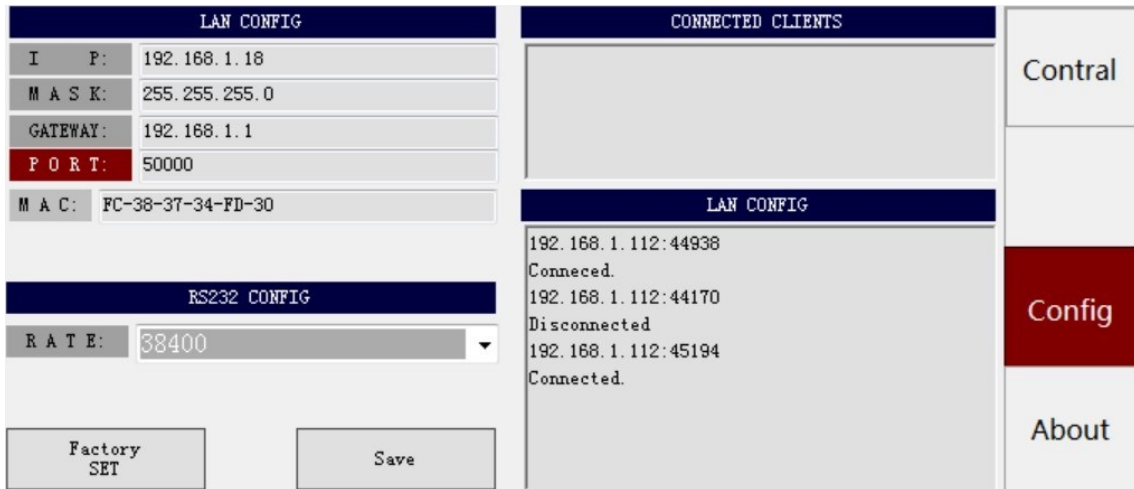 LAN CONFIG
I P: 192.168.1.18
M A S K: 255.255.255.0
GATEWAY: 192.168.1.1
P O R T: 50000
M A C: FC-38-37-34-FD-30
RS232 CONFIG
R A T E: 38400
Factory
SET
Save
CONNECTED CLIENTS
LAN CONFIG
192.168.1.112:44938
Conneced.
192.168.1.112:44170
Disconnected
192.168.1.112:45194
Connected.
Contral
Config
About